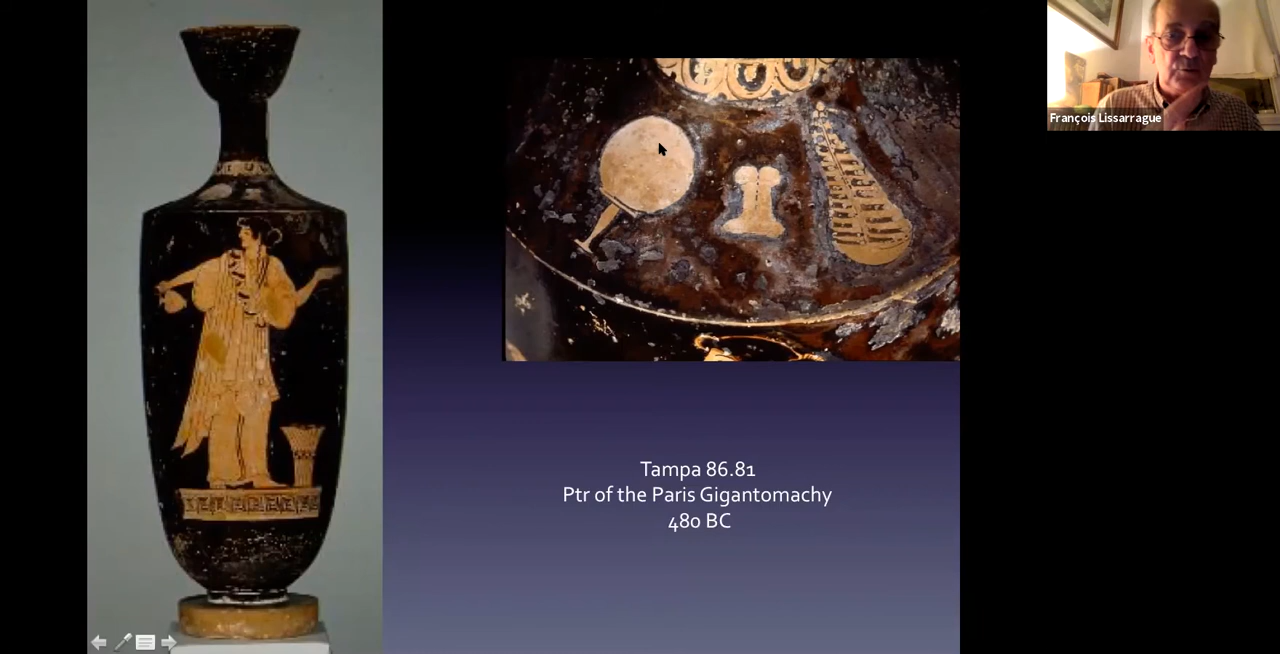 François Lissarrague
Tampa 86.81
Ptr of the Paris Gigantomachy
480 BC